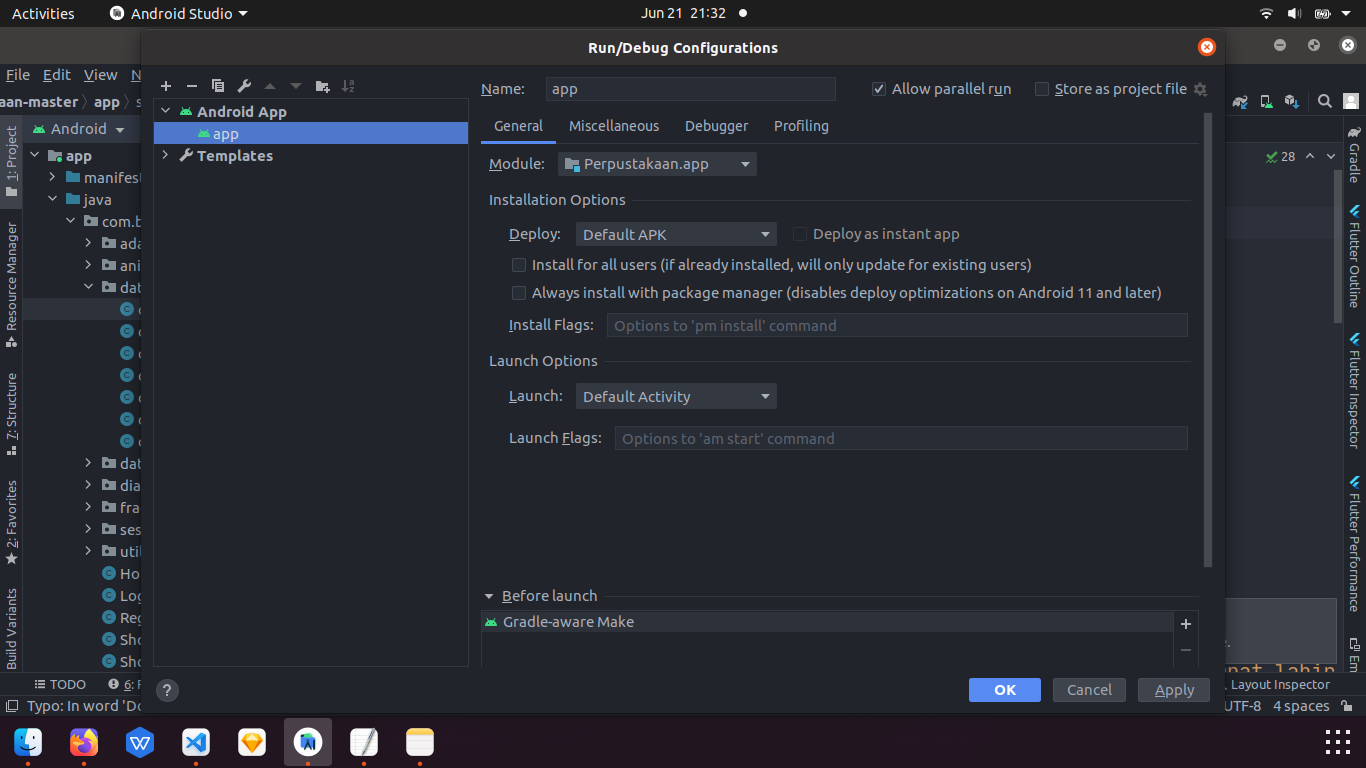 Activities
Android Studio
Jun 21 21:32
Run/Debug Configurations
File Edit View N
aan-master app s
Name: app
Allow parallel run
Store as project file
Android App
app
Templates
General Miscellaneous Debugger Profiling
Module: Perpustakaan.app
Installation Options
Deploy: Default APK
Deploy as instant app
Install for all users (if already installed, will only update for existing users)
Always install with package manager (disables deploy optimizations on Android 11 and later)
Install Flags: Options to 'pm install' command
Launch Options
Launch: Default Activity
Launch Flags: Options to 'am start' command
Before launch
Gradle-aware Make
?
OK
Cancel
Apply
Android
app
manifest
java
com.b
ada
ani
dat
dat
dia
fra
ses
util
Ho
Log
Reg
Sho
Sho
1: Project
Resource Manager
7: Structure
2: Favorites
Build Variants
28
Gradle
Flutter Outline
Flutter Inspector
Flutter Performance
Em
TODO
6:
Layout Inspector
Typo: In word 'Do
UTF-8
4 spaces